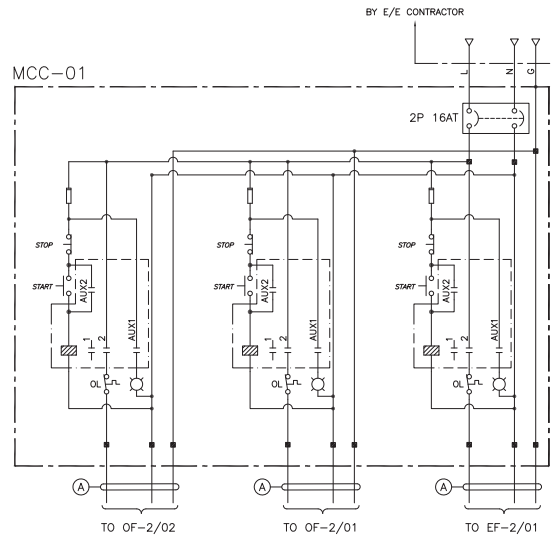 BY E/E CONTRACTOR
MCC-01
L
N
G
2P 16AT
STOP
STOP
STOP
START
AUX2
START
AUX2
START
AUX2
1
2
AUX1
1
2
AUX1
1
2
AUX1
OL
OL
OL
A
A
A
TO OF-2/02
TO OF-2/01
TO EF-2/01